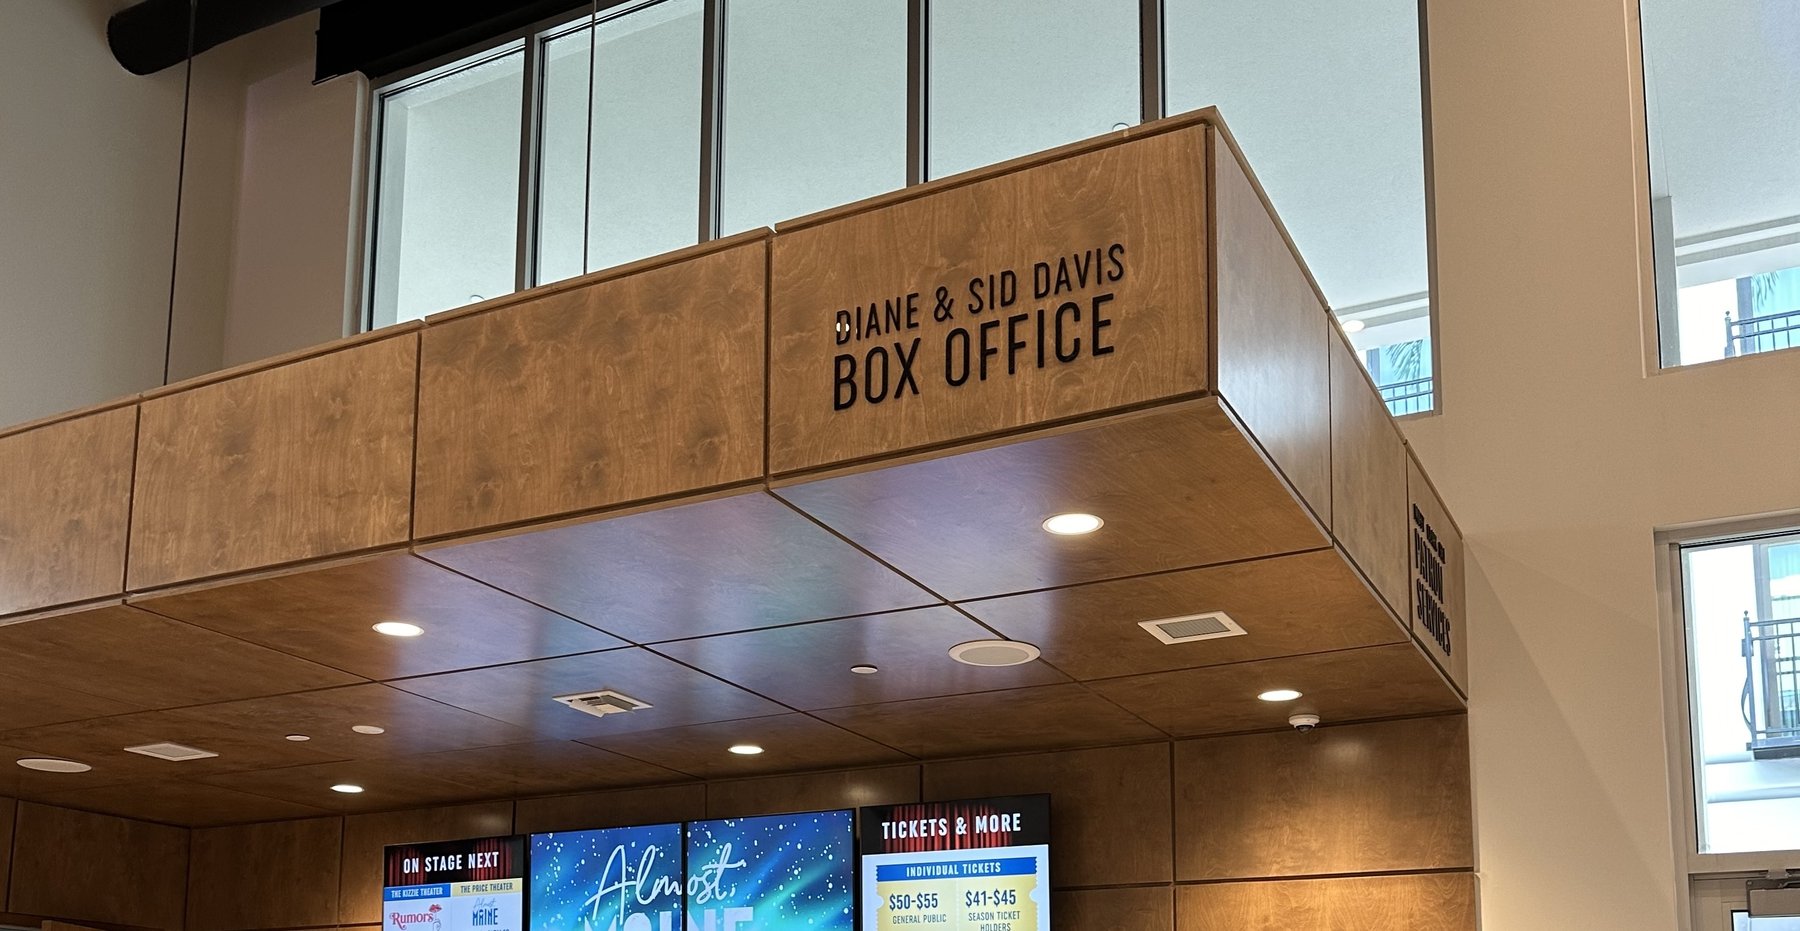 DIANE & SID DAVIS
BOX OFFICE
PATRON
SERVICES
ON STAGE NEXT
THE KIZZIE THEATER
THE PRICE THEATER
RUMORS
Almost,
MAINE
Almost,
MAINE
TICKETS & MORE
INDIVIDUAL TICKETS
$50-$55
GENERAL PUBLIC
$41-$45
SEASON TICKET
HOLDERS